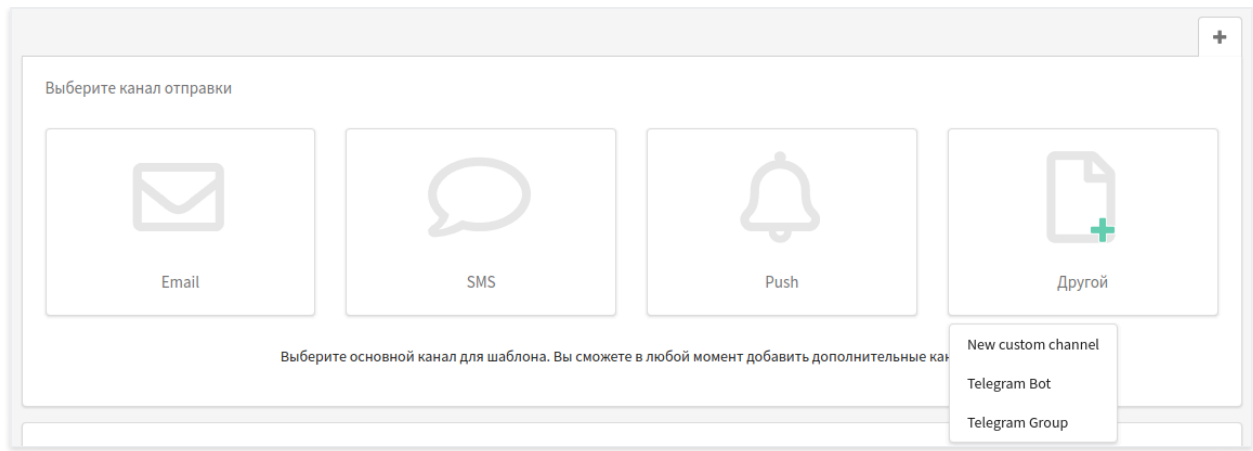 Выберите канал отправки
Email
SMS
Push
Другой
Выберите основной канал для шаблона. Вы сможете в любой момент добавить дополнительные
New custom channel
Telegram Bot
Telegram Group